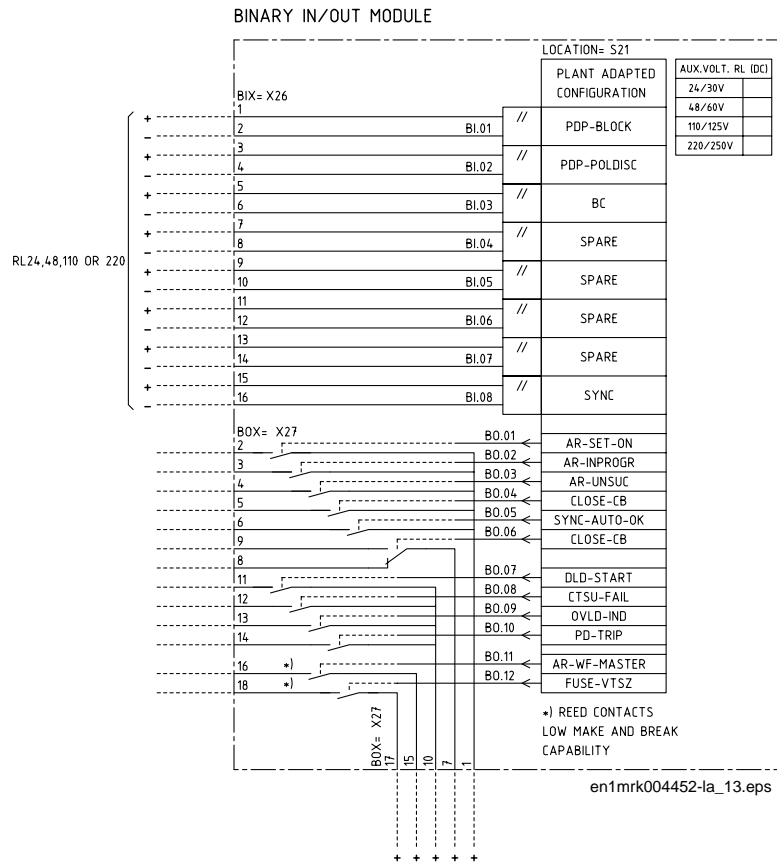 BINARY IN/OUT MODULE
LOCATION= S21
PLANT ADAPTED
CONFIGURATION
AUX.VOLT. RL (DC)
24/30V
48/60V
110/125V
220/250V
BIX= X26
RL24,48,110 OR 220
+ 1
- 2 BI.01 // PDP-BLOCK
+ 3
- 4 BI.02 // PDP-POLDISC
+ 5
- 6 BI.03 // BC
+ 7
- 8 BI.04 // SPARE
+ 9
- 10 BI.05 // SPARE
+ 11
- 12 BI.06 // SPARE
+ 13
- 14 BI.07 // SPARE
+ 15
- 16 BI.08 // SYNC
BOX= X27
2 BO.01 AR-SET-ON
3 BO.02 AR-INPROGR
4 BO.03 AR-UNSUC
5 BO.04 CLOSE-CB
6 BO.05 SYNC-AUTO-OK
9 BO.06 CLOSE-CB
8
11 BO.07 DLD-START
12 BO.08 CTSU-FAIL
13 BO.09 OVLD-IND
14 BO.10 PD-TRIP
16 *) BO.11 AR-WF-MASTER
18 *) BO.12 FUSE-VTSZ
*) REED CONTACTS
LOW MAKE AND BREAK
CAPABILITY
BOX= X27
17 15 10 7 1
en1mrk004452-la_13.eps
+ + + + +